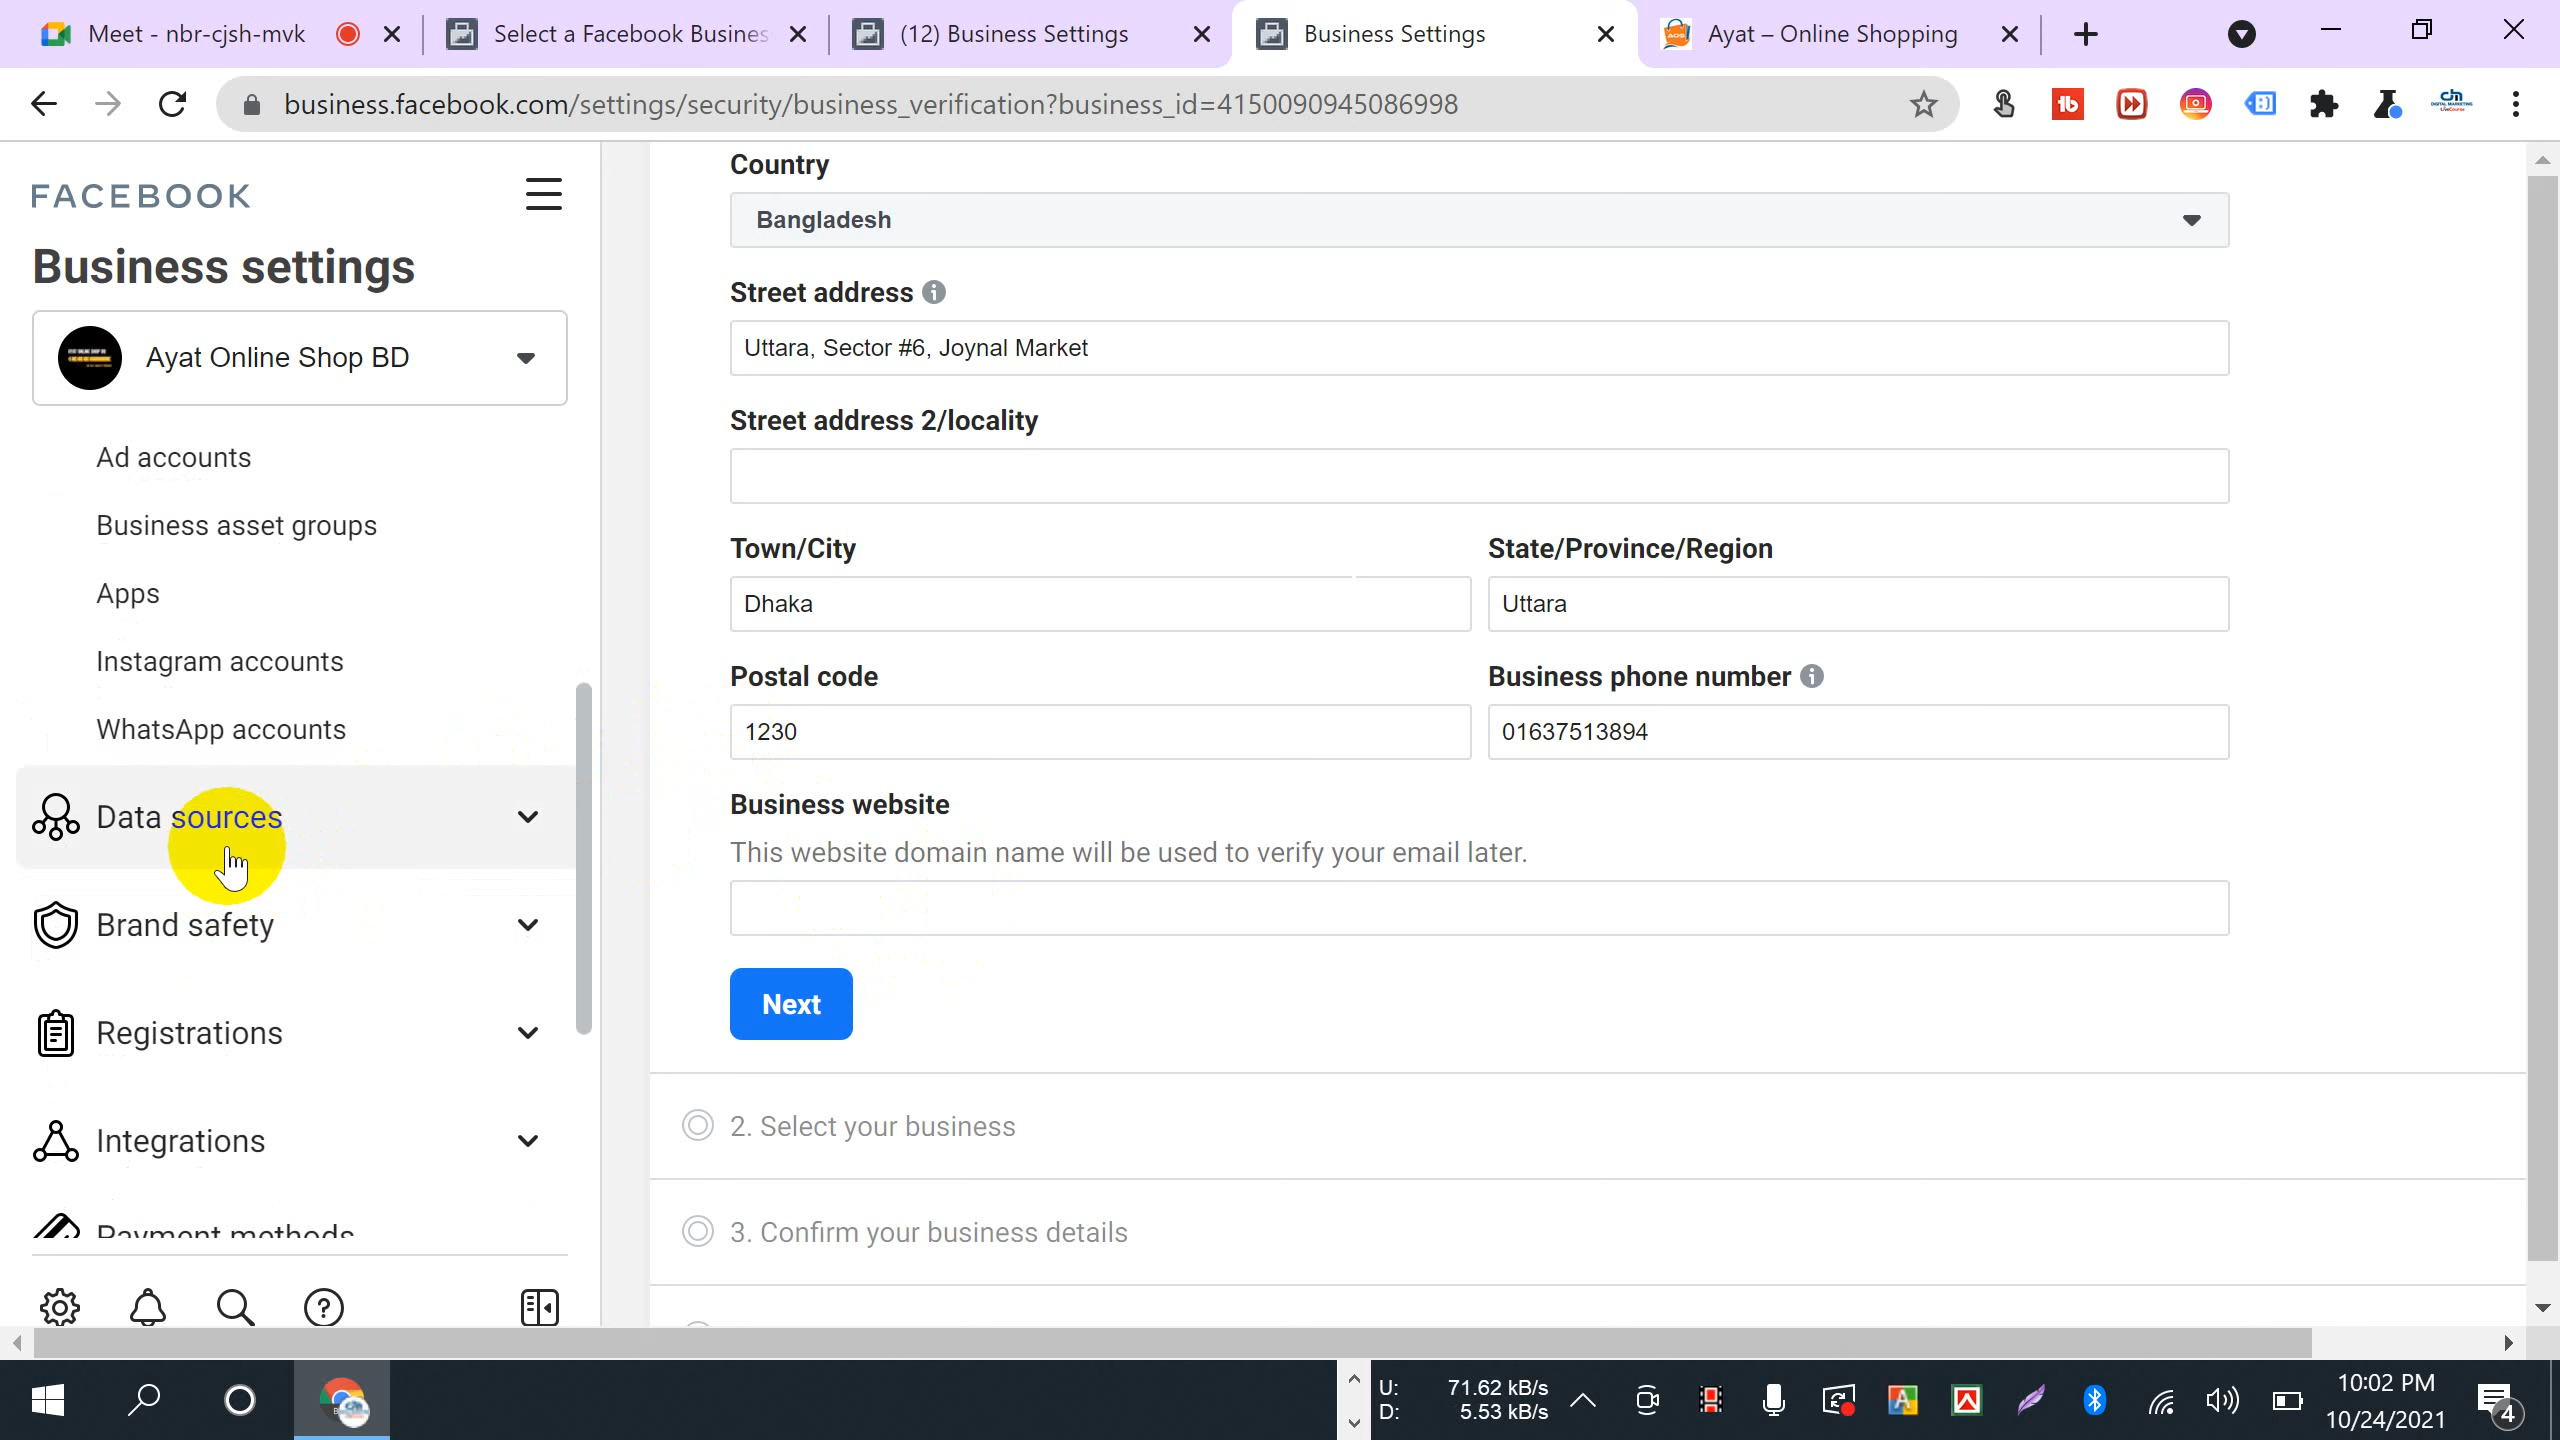 Meet - nbr-cjsh-mvk
Select a Facebook Busines
(12) Business Settings
Business Settings
Ayat – Online Shopping
business.facebook.com/settings/security/business_verification?business_id=4150090945086998
FACEBOOK
Business settings
Ayat Online Shop BD
Ad accounts
Business asset groups
Apps
Instagram accounts
WhatsApp accounts
Data sources
Brand safety
Registrations
Integrations
Payment methods
Country
Bangladesh
Street address
Uttara, Sector #6, Joynal Market
Street address 2/locality
Town/City
State/Province/Region
Dhaka
Uttara
Postal code
Business phone number
1230
01637513894
Business website
This website domain name will be used to verify your email later.
Next
2. Select your business
3. Confirm your business details
U: 71.62 kB/s
D: 5.53 kB/s
10:02 PM
10/24/2021
4